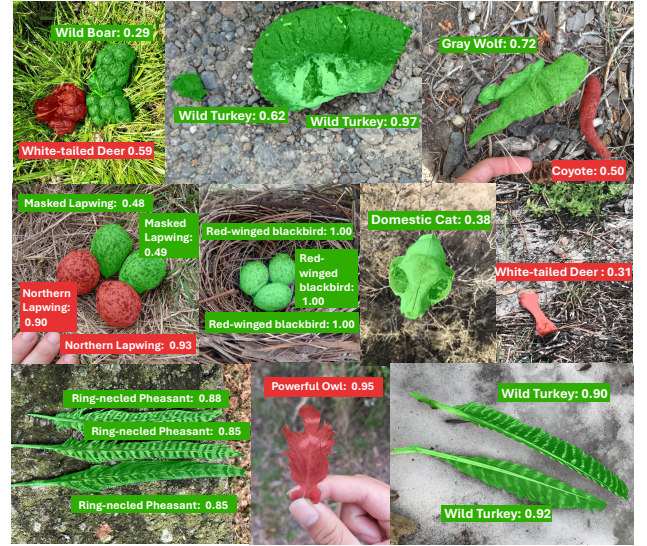 Wild Boar: 0.29
White-tailed Deer 0.59
Wild Turkey: 0.62
Wild Turkey: 0.97
Gray Wolf: 0.72
Coyote: 0.50
Masked Lapwing: 0.48
Masked
Lapwing:
0.49
Northern
Lapwing:
0.90
Northern Lapwing: 0.93
Red-winged blackbird: 1.00
Red-
winged
blackbird:
1.00
Red-winged blackbird: 1.00
Domestic Cat: 0.38
White-tailed Deer : 0.31
Ring-necled Pheasant: 0.88
Ring-necled Pheasant: 0.85
Ring-necled Pheasant: 0.85
Powerful Owl: 0.95
Wild Turkey: 0.90
Wild Turkey: 0.92